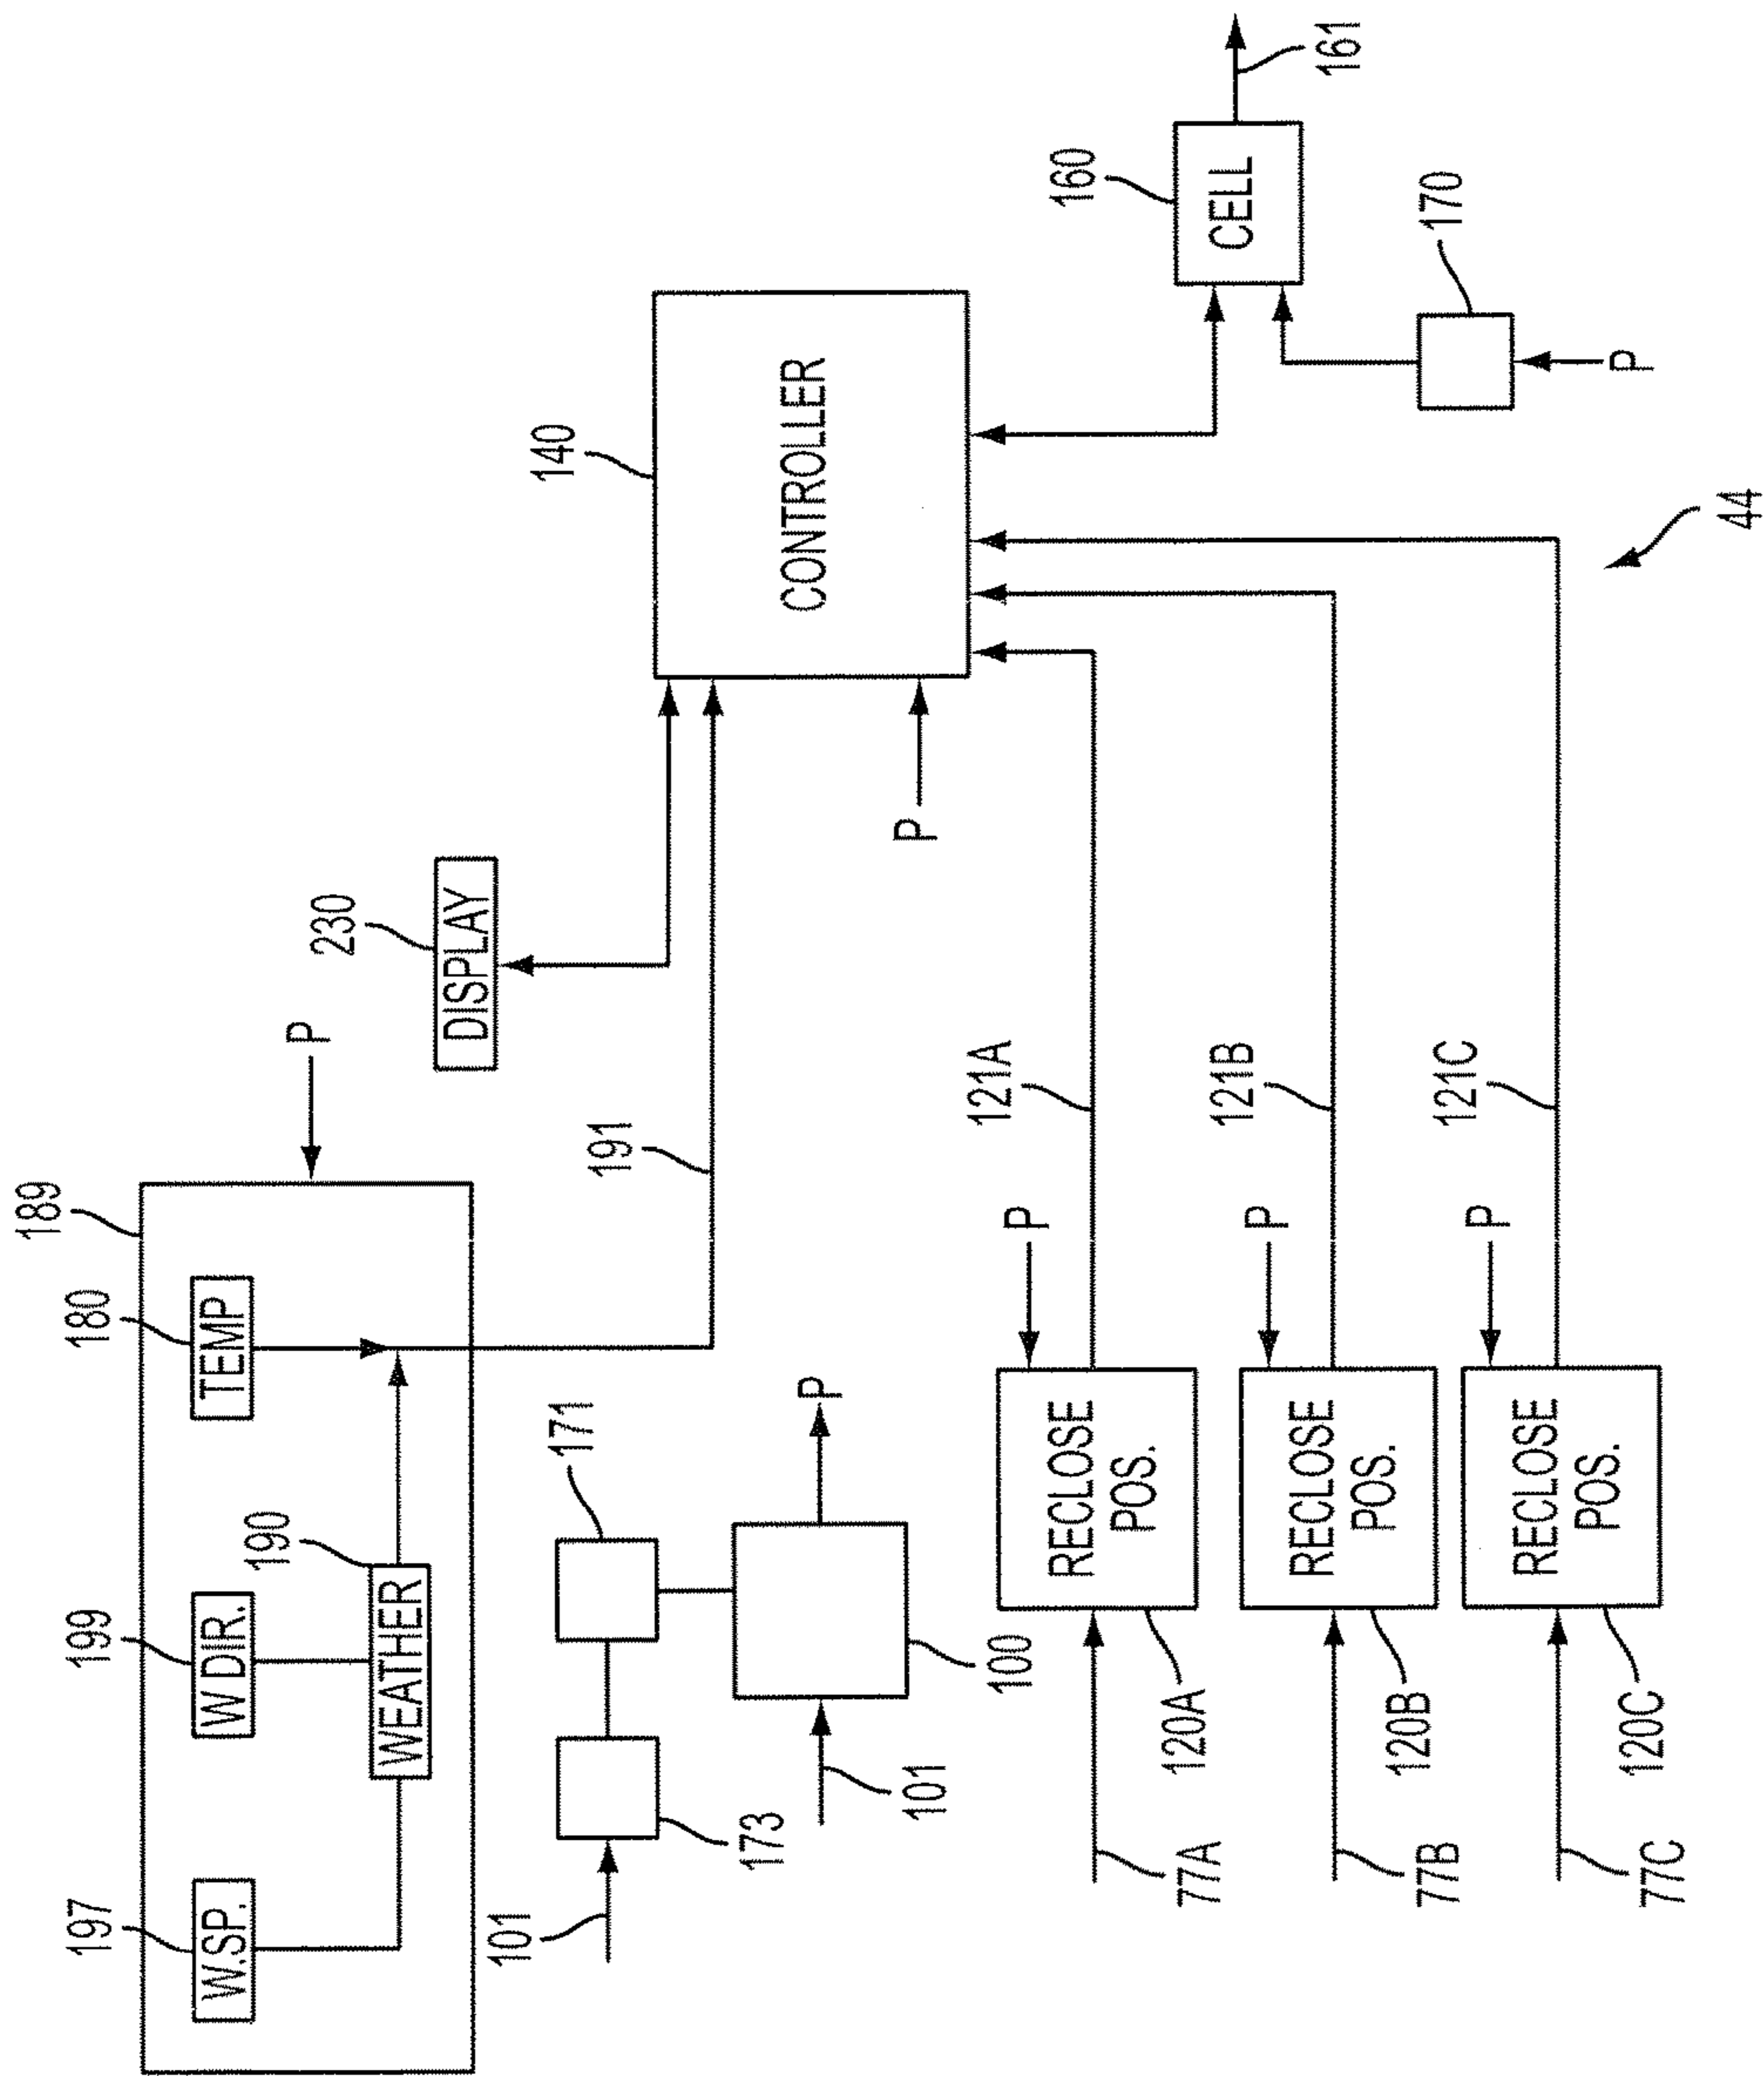 189
197
W.SP.
199
W DIR.
180
TEMP
P
190
WEATHER
191
230
DISPLAY
140
CONTROLLER
P
101
173
171
101
100
P
160
CELL
161
170
P
77A
120A
RECLOSE
POS.
P
121A
77B
120B
RECLOSE
POS.
P
121B
77C
120C
RECLOSE
POS.
P
121C
44